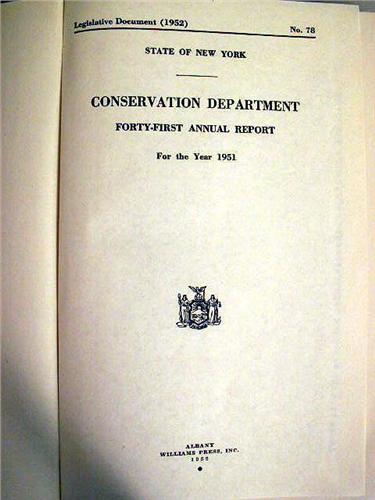 Legislative Document (1952) No. 78
STATE OF NEW YORK
CONSERVATION DEPARTMENT
FORTY-FIRST ANNUAL REPORT
For the Year 1951
ALBANY
WILLIAMS PRESS, INC.
1952